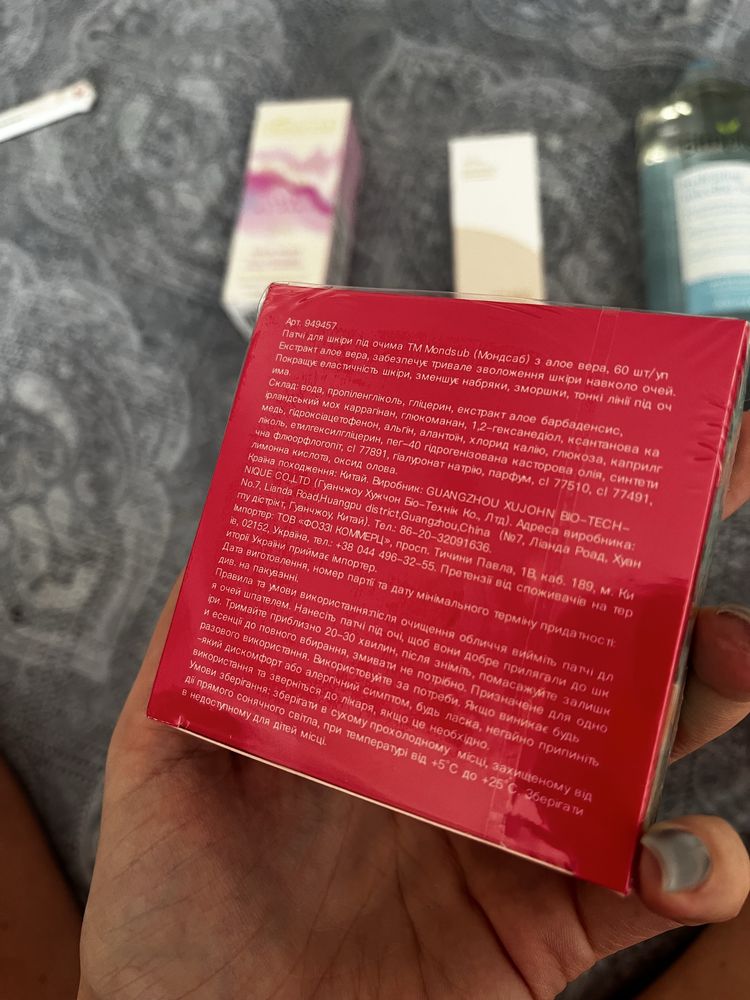 Арт. 949457
Патчі для шкіри під очима ТМ Mondsub (Мондсаб) з алое вера, 60 шт/уп
Екстракт алое вера, забезпечує тривале зволоження шкіри навколо очей.
Покращує еластичність шкіри, зменшує набряки, зморшки, тонкі лінії під оч
има.
Склад: вода, пропіленгліколь, гліцерин, екстракт алое барбаденсис,
ірландський мох каррагінан, глюкоманан, 1,2-гександіол, ксантанова ка
медь, гідроксіацетофенон, альгін, алантоїн, хлорид калію, глюкоза, каприлг
ліколь, етилгексилгліцерин, пег-40 гідрогенізована касторова олія, синтети
чна флюорфлогопіт, сі 77891, гіалуронат натрію, парфум, сі 77510, сі 77491,
лимонна кислота, оксид олова.
Країна походження: Китай. Виробник: GUANGZHOU XUJOHN BIO-TECH-
NIQUE CO.,LTD (Гуанчжоу Хужчон Біо-Технік Ко., Лтд). Адреса виробника:
No.7, Lianda Road,Huangpu district,Guangzhou,China (№7, Ліанда Роад, Хуан
гпу дістрікт, Гуанчжоу, Китай). Тел.: 86-20-32091636.
Імпортер: ТОВ «ФОЗЗІ КОММЕРЦ», просп. Тичини Павла, 1В, каб. 189, м. Ки
їв, 02152, Україна, тел.: +38 044 496-32-55. Претензії від споживачів на тер
иторії України приймає імпортер.
Дата виготовлення, номер партії та дату мінімального терміну придатності:
див. на пакуванні.
Правила та умови використання:після очищення обличчя вийміть патчі дл
я очей шпателем. Нанесіть патчі під очі, щоб вони добре прилягали до шк
іри. Тримайте приблизно 20-30 хвилин, після зніміть, помасажуйте залишк
и есенції до повного вбирання, змивати не потрібно. Призначене для одно
разового використання. Використовуйте за потреби. Якщо виникає будь
-який дискомфорт або алергічний симптом, будь ласка, негайно припиніть
використання та зверніться до лікаря, якщо це необхідно.
Умови зберігання: зберігати в сухому прохолодному місці, захищеному від
дії прямого сонячного світла, при температурі від +5°С до +25°С. Зберігати
в недоступному для дітей місці.